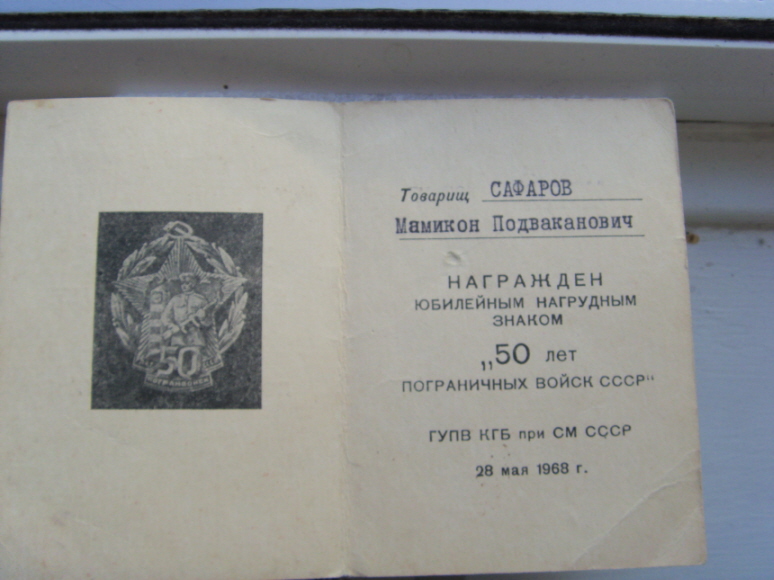 50
ПОГРАНВОЙСК
Товарищ САФАРОВ
Мамикон Подваканович
НАГРАЖДЕН
ЮБИЛЕЙНЫМ НАГРУДНЫМ
ЗНАКОМ
„50 лет
ПОГРАНИЧНЫХ ВОЙСК СССР“
ГУПВ КГБ при СМ СССР
28 мая 1968 г.